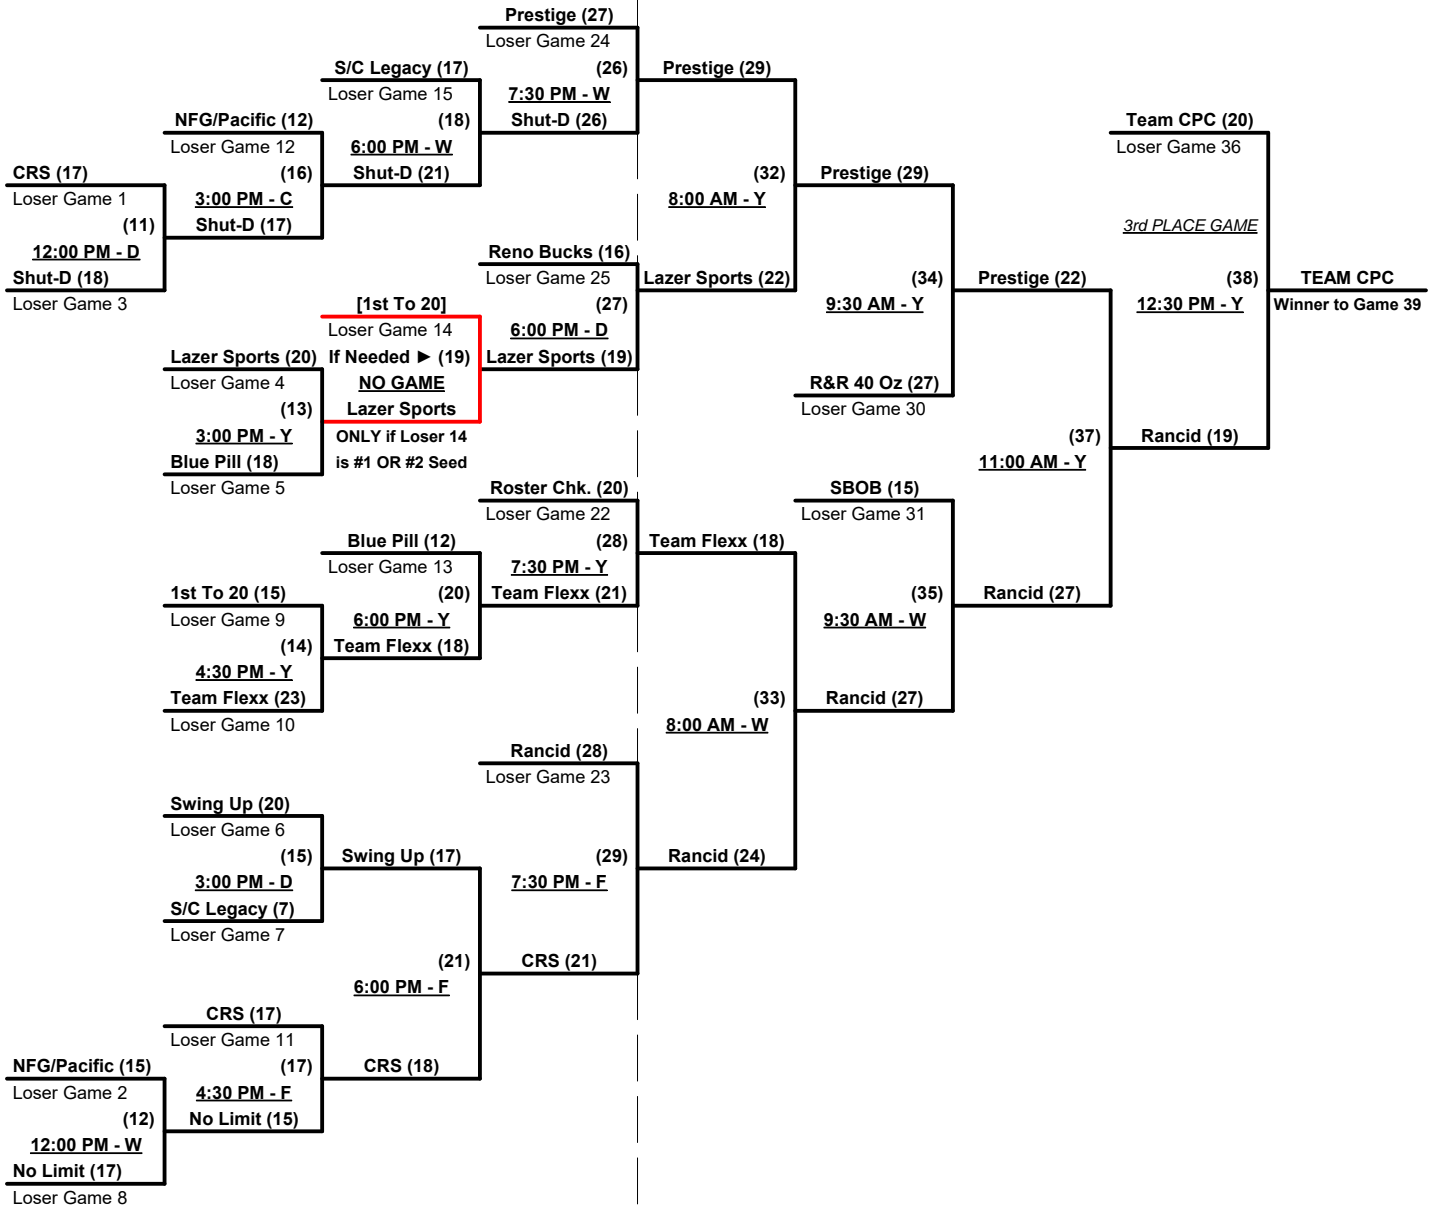 Prestige (27)
Loser Game 24
S/C Legacy (17)
(26)
Prestige (29)
Loser Game 15
7:30 PM - W
NFG/Pacific (12)
(18)
Shut-D (26)
Team CPC (20)
Loser Game 12
6:00 PM - W
Loser Game 36
CRS (17)
(16)
Shut-D (21)
(32)
Prestige (29)
Loser Game 1
3:00 PM - C
8:00 AM - Y
(11)
Shut-D (17)
3rd PLACE GAME
12:00 PM - D
Reno Bucks (16)
Shut-D (18)
Loser Game 25
Lazer Sports (22)
(34)
Prestige (22)
(38)
TEAM CPC
Loser Game 3
[1st To 20]
(27)
9:30 AM - Y
12:30 PM - Y
Winner to Game 39
Loser Game 14
6:00 PM - D
Lazer Sports (20)
If Needed ► (19)
Lazer Sports (19)
Loser Game 4
NO GAME
R&R 40 Oz (27)
(13)
Lazer Sports
Loser Game 30
3:00 PM - Y
ONLY if Loser 14
(37)
Rancid (19)
Blue Pill (18)
is #1 OR #2 Seed
11:00 AM - Y
Loser Game 5
Roster Chk. (20)
SBOB (15)
Loser Game 22
Loser Game 31
Blue Pill (12)
(28)
Team Flexx (18)
Loser Game 13
7:30 PM - Y
1st To 20 (15)
(20)
Team Flexx (21)
(35)
Rancid (27)
Loser Game 9
6:00 PM - Y
9:30 AM - W
(14)
Team Flexx (18)
4:30 PM - Y
Team Flexx (23)
(33)
Rancid (27)
Loser Game 10
8:00 AM - W
Rancid (28)
Loser Game 23
Swing Up (20)
Loser Game 6
(15)
Swing Up (17)
(29)
Rancid (24)
3:00 PM - D
7:30 PM - F
S/C Legacy (7)
Loser Game 7
(21)
CRS (21)
6:00 PM - F
CRS (17)
Loser Game 11
NFG/Pacific (15)
(17)
CRS (18)
Loser Game 2
4:30 PM - F
(12)
No Limit (15)
12:00 PM - W
No Limit (17)
Loser Game 8